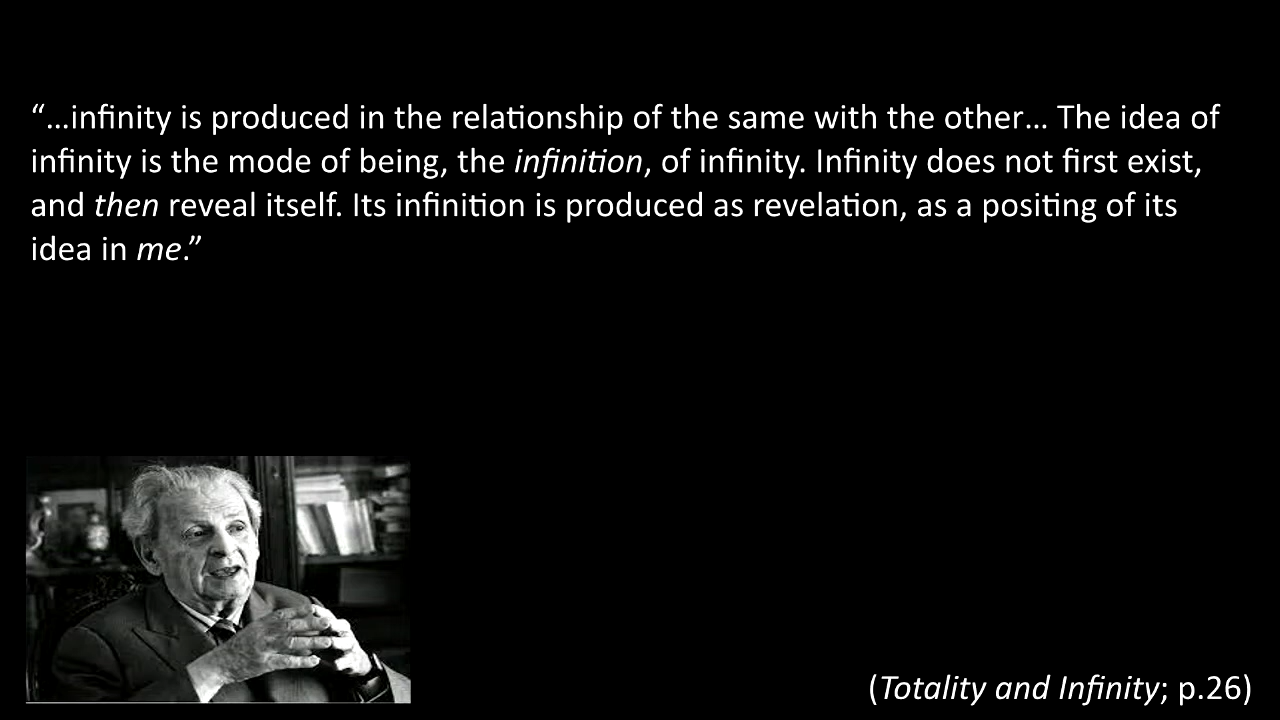 “…infinity is produced in the relationship of the same with the other… The idea of
infinity is the mode of being, the infinition, of infinity. Infinity does not first exist,
and then reveal itself. Its infinition is produced as revelation, as a positing of its
idea in me.”
(Totality and Infinity; p.26)